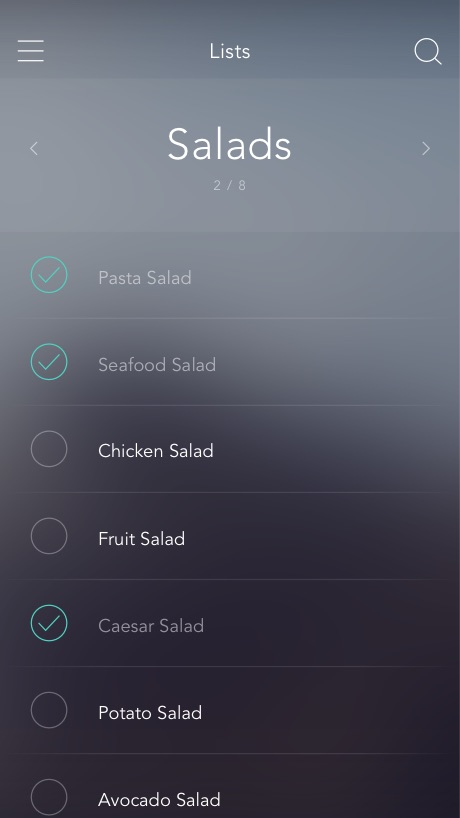 Lists
Salads
2 / 8
Pasta Salad
Seafood Salad
Chicken Salad
Fruit Salad
Caesar Salad
Potato Salad
Avocado Salad